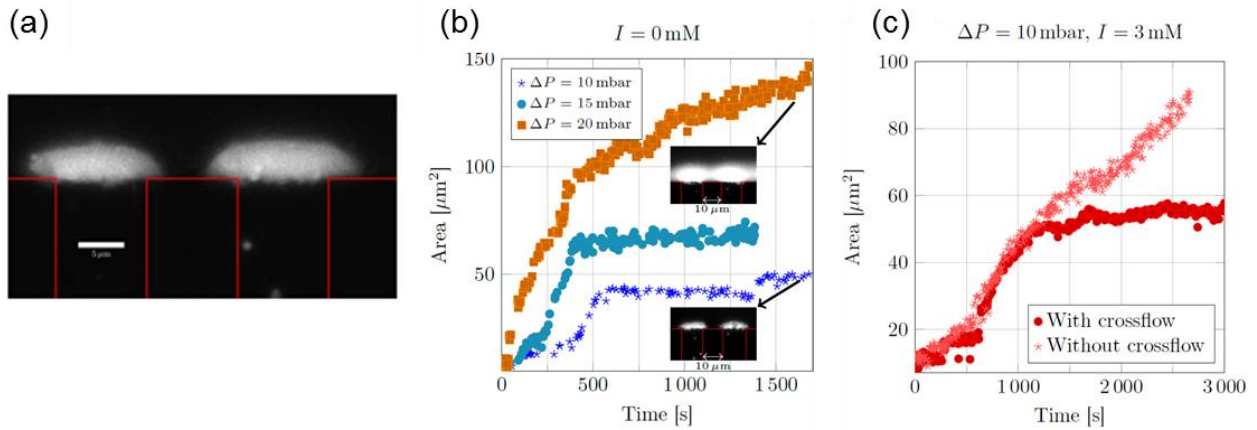 (a)
5 μm
(b)
I = 0 mM
Area [μm²]
150
100
50
ΔP = 10 mbar
ΔP = 15 mbar
ΔP = 20 mbar
10 μm
10 μm
0
500
1 000
1 500
Time [s]
(c)
ΔP = 10 mbar, I = 3 mM
Area [μm²]
100
80
60
40
20
With crossflow
Without crossflow
0
1 000
2 000
3 000
Time [s]